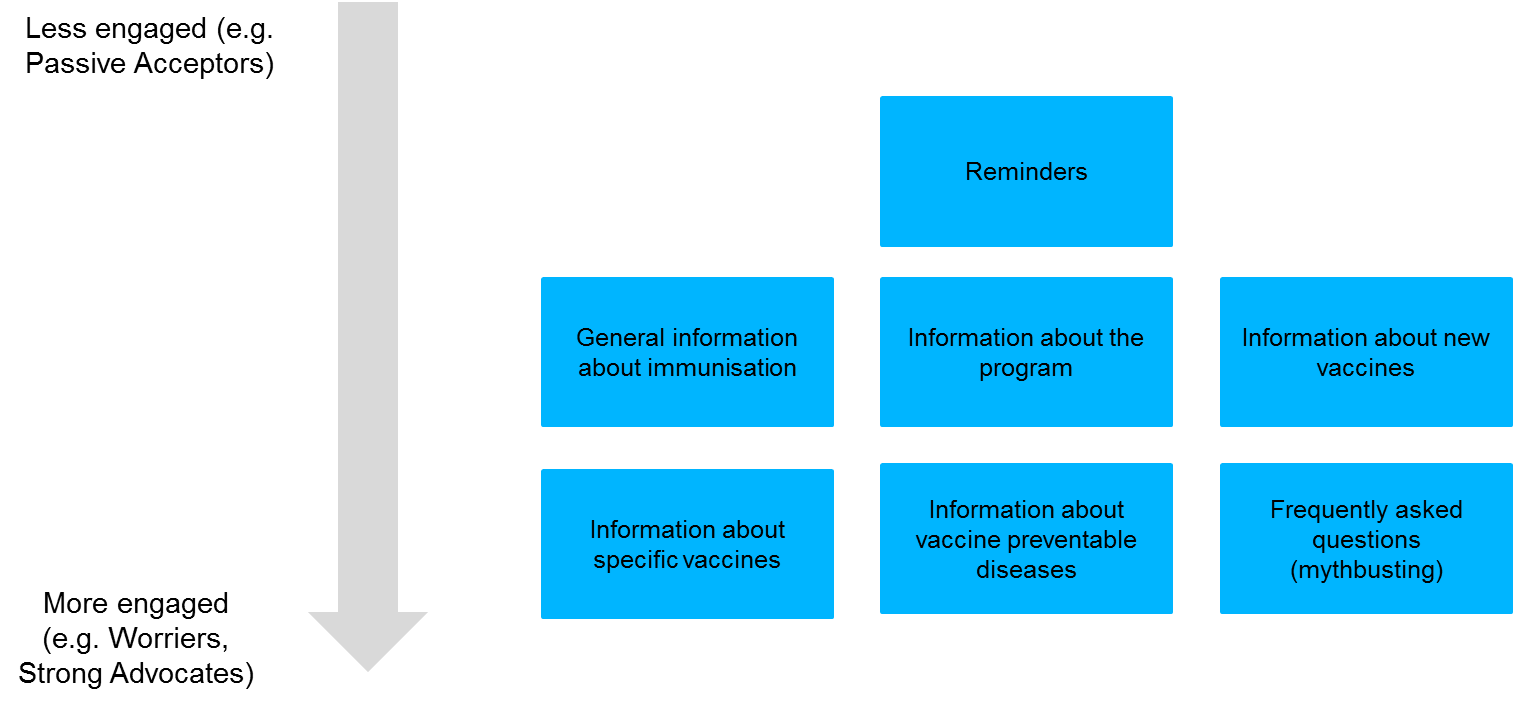 Less engaged (e.g.
Passive Acceptors)
Reminders
General information
about immunisation
Information about the
program
Information about new
vaccines
Information about
specific vaccines
Information about
vaccine preventable
diseases
Frequently asked
questions
(mythbusting)
More engaged
(e.g. Worriers,
Strong Advocates)